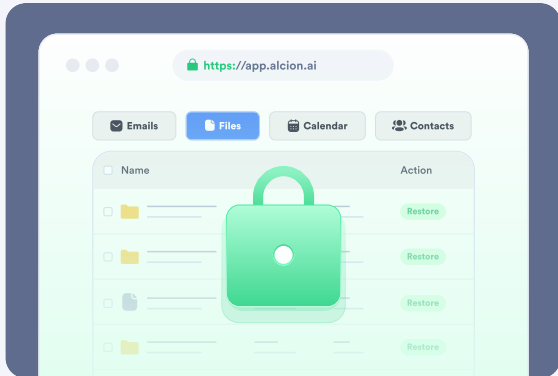 https://app.alcion.ai
Emails
Files
Calendar
Contacts
Name
Action
Restore
Restore
Restore
Restore